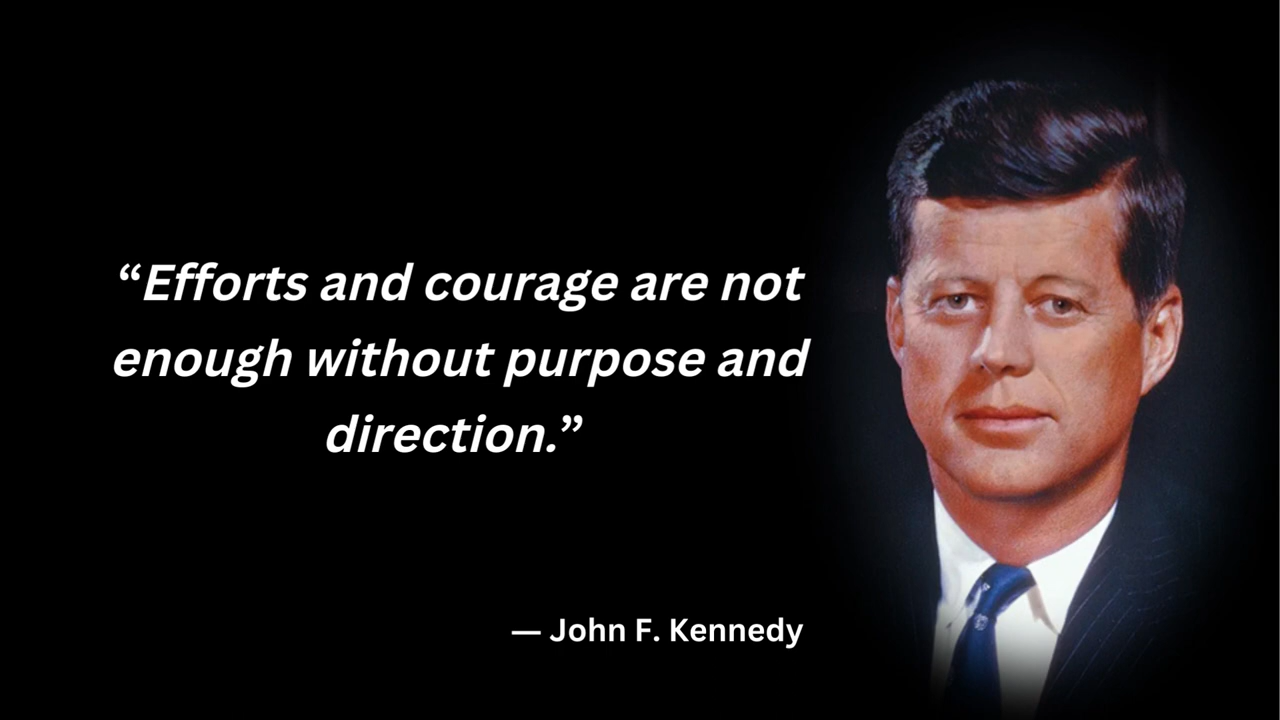 “Efforts and courage are not
enough without purpose and
direction.”
— John F. Kennedy